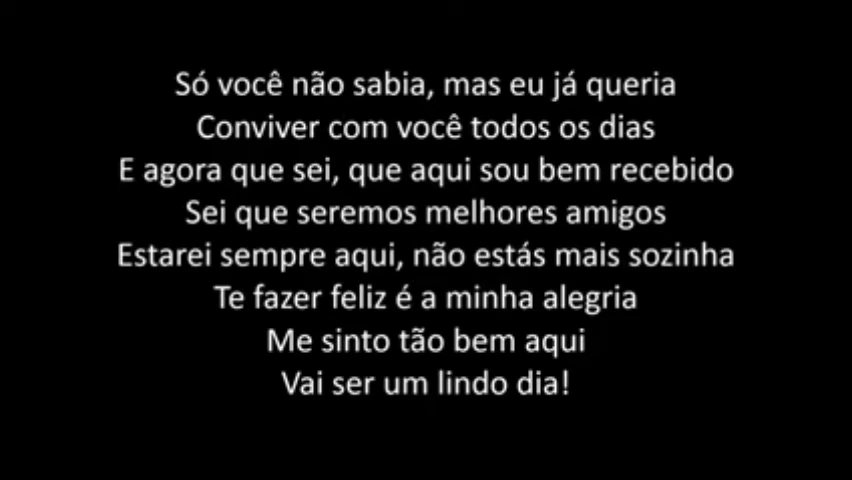 Só você não sabia, mas eu já queria
Conviver com você todos os dias
E agora que sei, que aqui sou bem recebido
Sei que seremos melhores amigos
Estarei sempre aqui, não estás mais sozinha
Te fazer feliz é a minha alegria
Me sinto tão bem aqui
Vai ser um lindo dia!